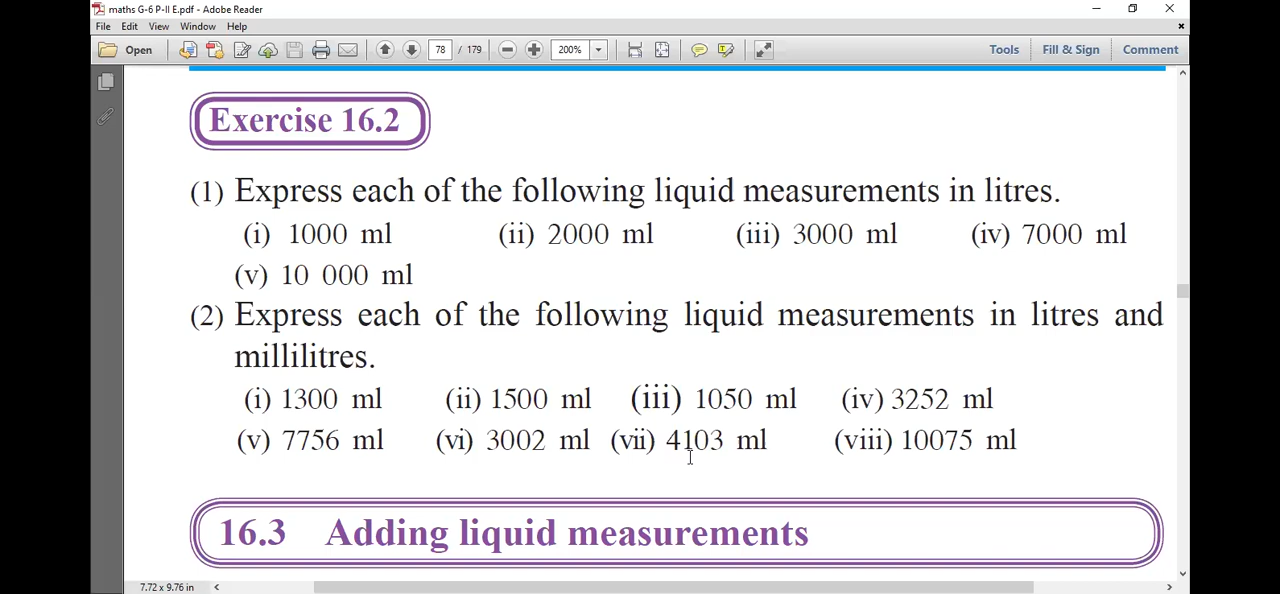 maths G-6 P-II E.pdf - Adobe Reader
File Edit View Window Help
Open 78 / 179 200% Tools Fill & Sign Comment
Exercise 16.2
(1) Express each of the following liquid measurements in litres.
(i) 1000 ml (ii) 2000 ml (iii) 3000 ml (iv) 7000 ml
(v) 10 000 ml
(2) Express each of the following liquid measurements in litres and
millilitres.
(i) 1300 ml (ii) 1500 ml (iii) 1050 ml (iv) 3252 ml
(v) 7756 ml (vi) 3002 ml (vii) 4103 ml (viii) 10075 ml
16.3 Adding liquid measurements
7.72 x 9.76 in